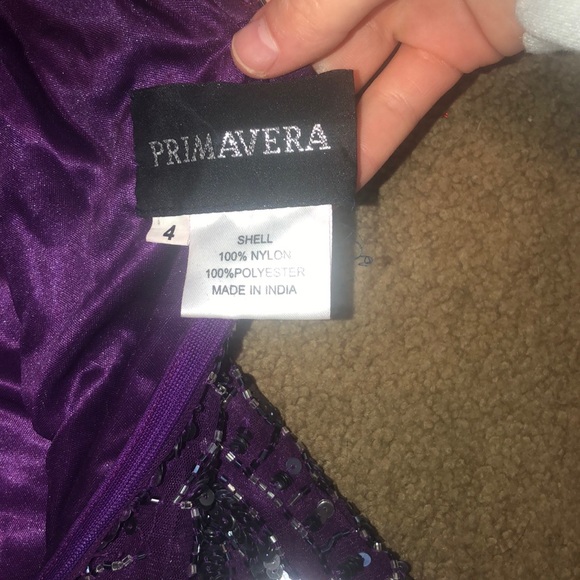 PRIMAVERA
4
SHELL
100% NYLON
100%POLYESTER
MADE IN INDIA